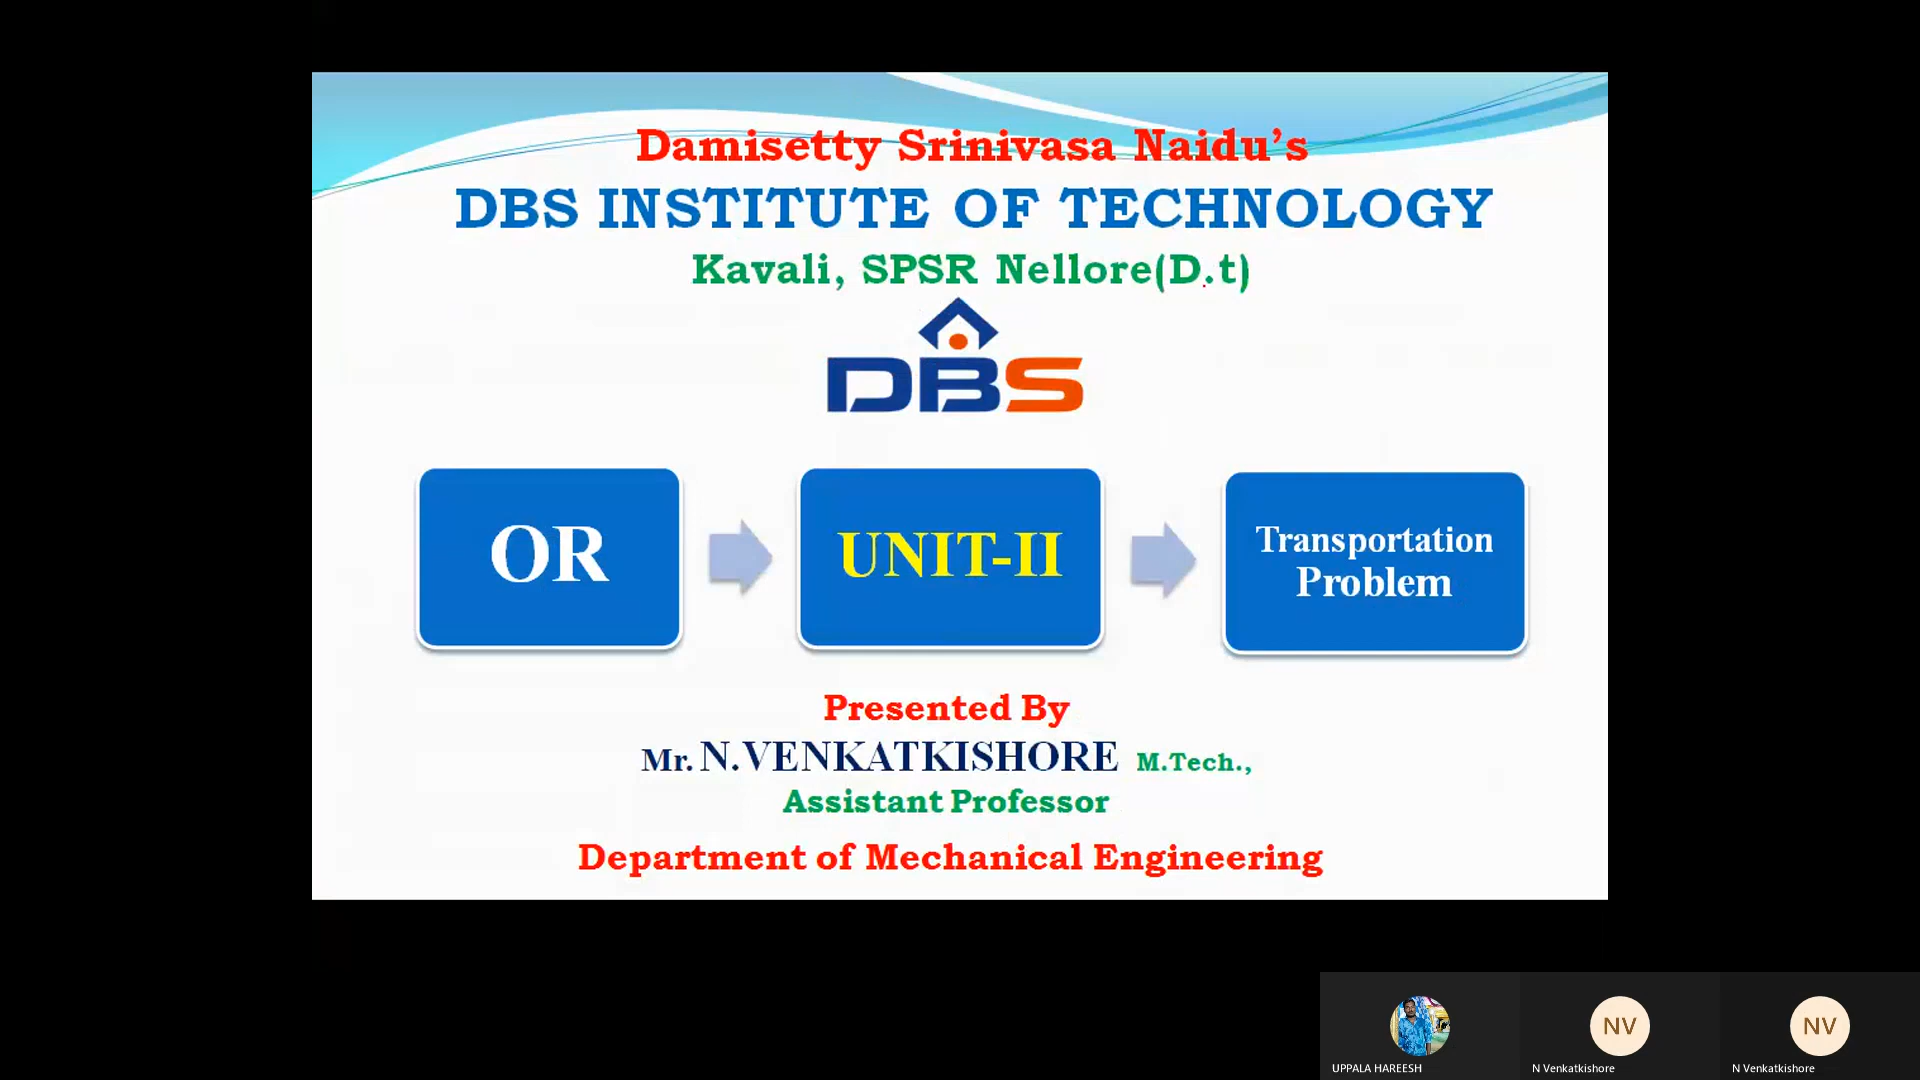 Damisetty Srinivasa Naidu's
DBS INSTITUTE OF TECHNOLOGY
Kavali, SPSR Nellore(D.t)
DBS
OR
UNIT-II
Transportation
Problem
Presented By
Mr. N.VENKATKISHORE M.Tech.,
Assistant Professor
Department of Mechanical Engineering
NV
NV
UPPALA HAREESH
N Venkatkishore
N Venkatkishore